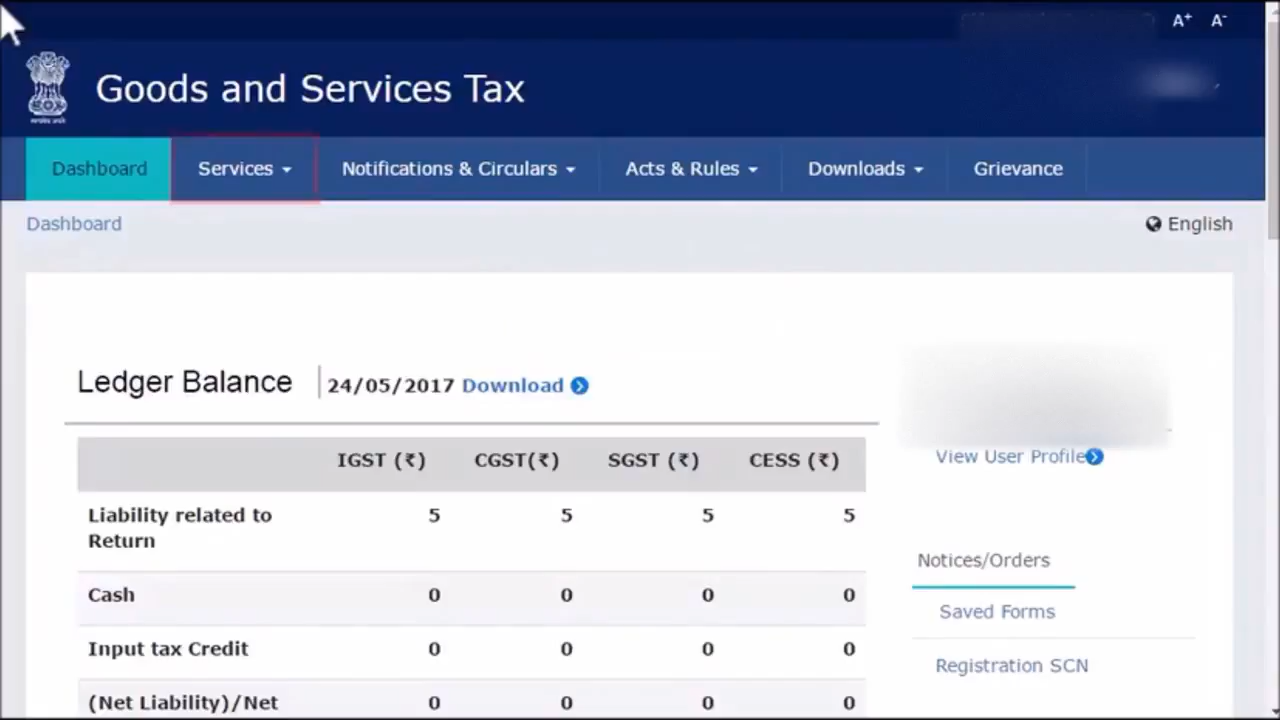 A+ A-
Goods and Services Tax
Dashboard Services Notifications & Circulars Acts & Rules Downloads Grievance
Dashboard English
Ledger Balance 24/05/2017 Download
IGST (₹) CGST(₹) SGST (₹) CESS (₹)
Liability related to Return 5 5 5 5
Cash 0 0 0 0
Input tax Credit 0 0 0 0
(Net Liability)/Net 0 0 0 0
View User Profile
Notices/Orders
Saved Forms
Registration SCN